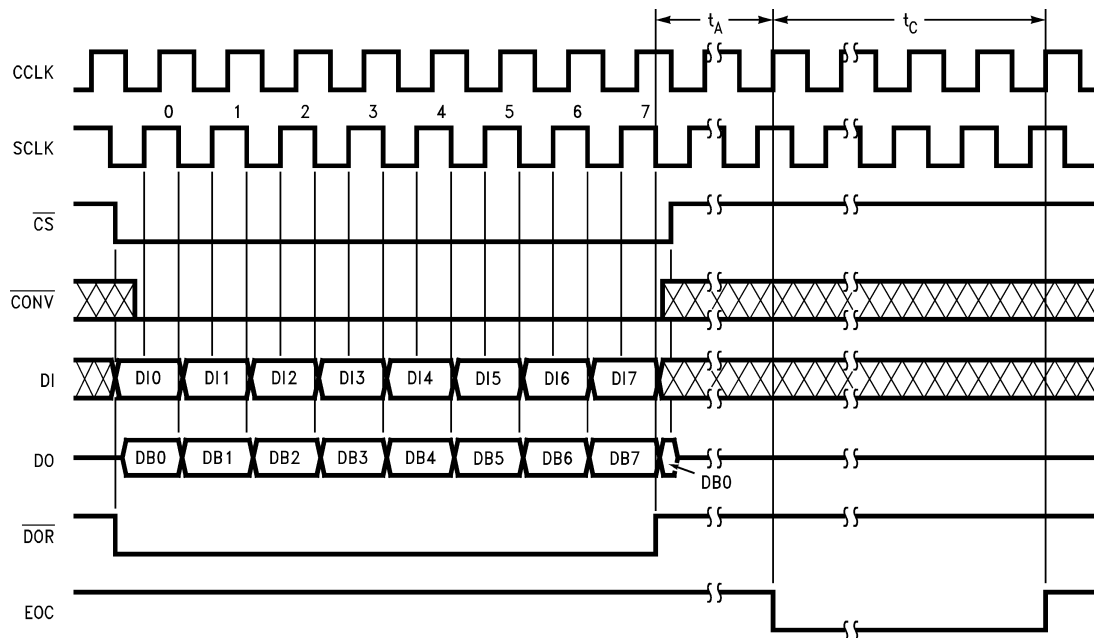 tA tC
CCLK
0 1 2 3 4 5 6 7
SCLK
CS
CONV
DI DI0 DI1 DI2 DI3 DI4 DI5 DI6 DI7
DO DB0 DB1 DB2 DB3 DB4 DB5 DB6 DB7
DB0
DOR
EOC